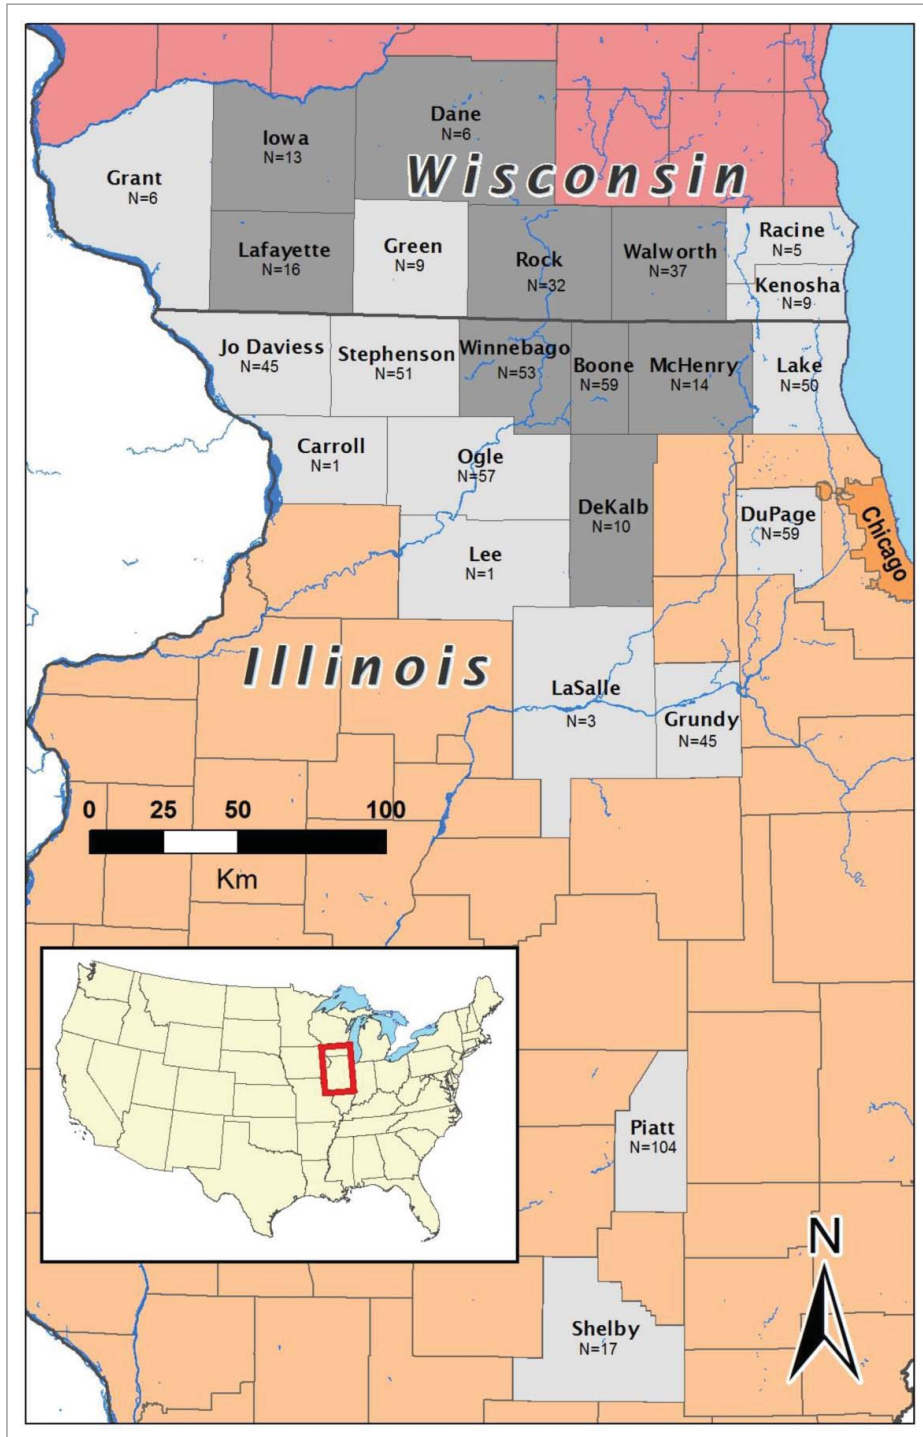 Dane
N=6
Iowa
N=13
Wisconsin
Grant
N=6
Racine
N=5
Lafayette
N=16
Green
N=9
Rock
N=32
Walworth
N=37
Kenosha
N=9
Jo Daviess
N=45
Stephenson
N=51
Winnebago
N=53
Boone
N=59
McHenry
N=14
Lake
N=50
Carroll
N=1
Ogle
N=57
DeKalb
N=10
DuPage
N=59
Chicago
Lee
N=1
Illinois
LaSalle
N=3
Grundy
N=45
0 25 50 100
Km
Piatt
N=104
N
Shelby
N=17